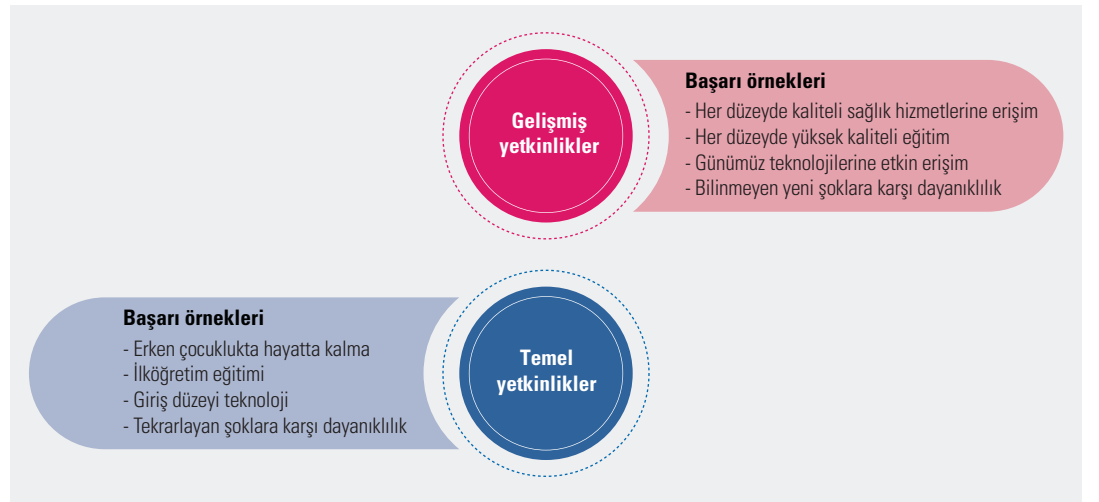 Gelişmiş
yetkinlikler
Başarı örnekleri
- Her düzeyde kaliteli sağlık hizmetlerine erişim
- Her düzeyde yüksek kaliteli eğitim
- Günümüz teknolojilerine etkin erişim
- Bilinmeyen yeni şoklara karşı dayanıklılık
Başarı örnekleri
- Erken çocuklukta hayatta kalma
- İlköğretim eğitimi
- Giriş düzeyi teknoloji
- Tekrarlayan şoklara karşı dayanıklılık
Temel
yetkinlikler